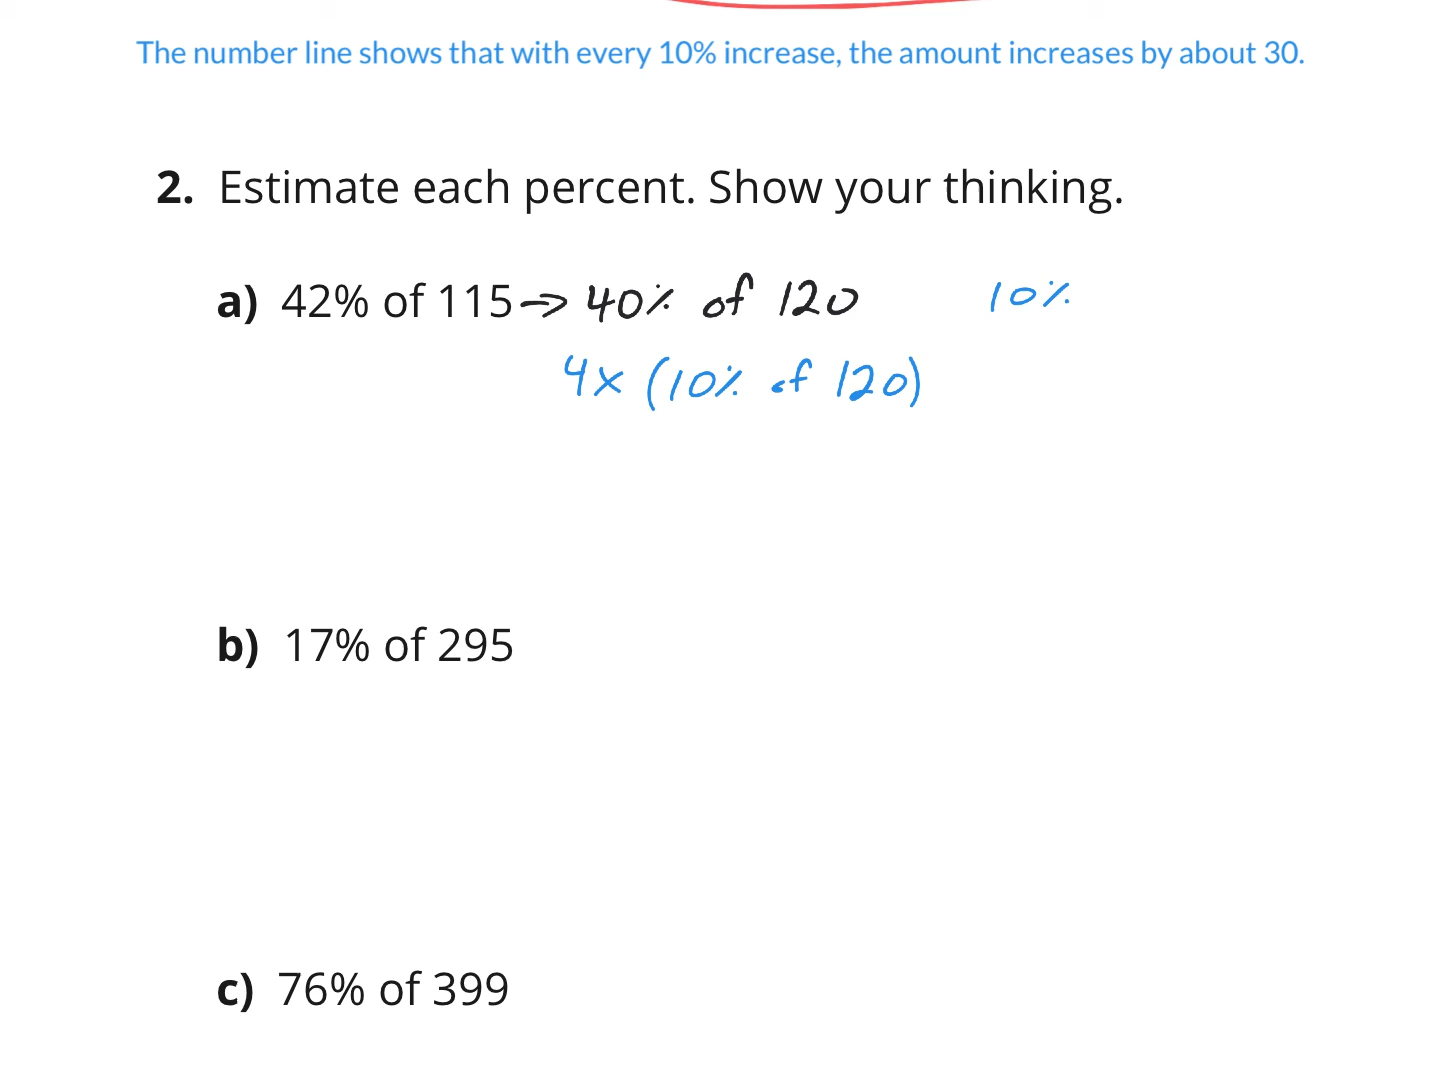 The number line shows that with every 10% increase, the amount increases by about 30.
2. Estimate each percent. Show your thinking.
a) 42% of 115 → 40% of 120 10%
4x (10% of 120)
b) 17% of 295
c) 76% of 399